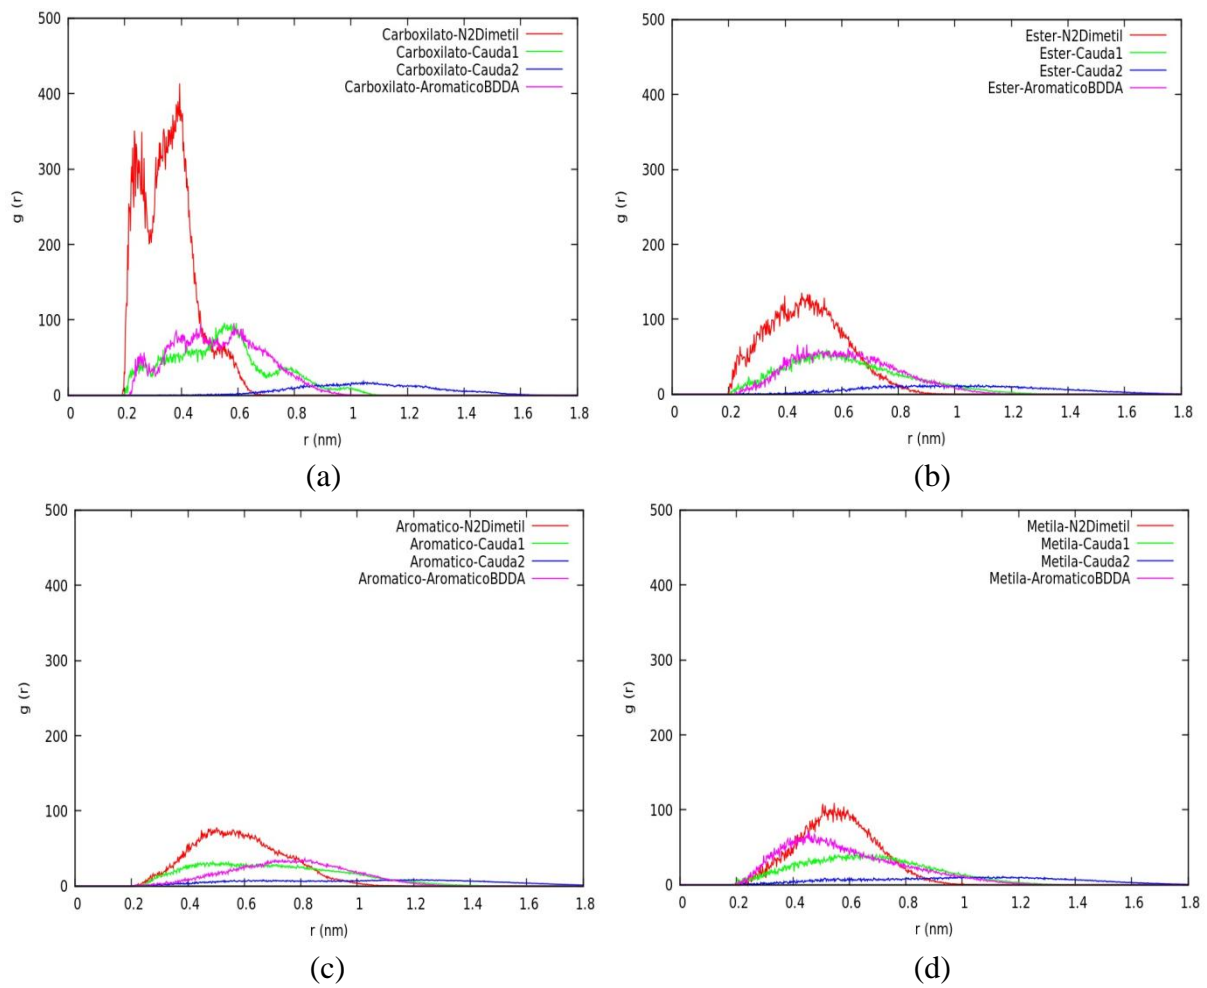 500
400
300
200
100
0
g (r)
Carboxilato-N2Dimetil
Carboxilato-Cauda1
Carboxilato-Cauda2
Carboxilato-AromaticoBDDA
0 0.2 0.4 0.6 0.8 1 1.2 1.4 1.6 1.8
r (nm)
(a)
500
400
300
200
100
0
g (r)
Ester-N2Dimetil
Ester-Cauda1
Ester-Cauda2
Ester-AromaticoBDDA
0 0.2 0.4 0.6 0.8 1 1.2 1.4 1.6 1.8
r (nm)
(b)
500
400
300
200
100
0
g (r)
Aromatico-N2Dimetil
Aromatico-Cauda1
Aromatico-Cauda2
Aromatico-AromaticoBDDA
0 0.2 0.4 0.6 0.8 1 1.2 1.4 1.6 1.8
r (nm)
(c)
500
400
300
200
100
0
g (r)
Metila-N2Dimetil
Metila-Cauda1
Metila-Cauda2
Metila-AromaticoBDDA
0 0.2 0.4 0.6 0.8 1 1.2 1.4 1.6 1.8
r (nm)
(d)